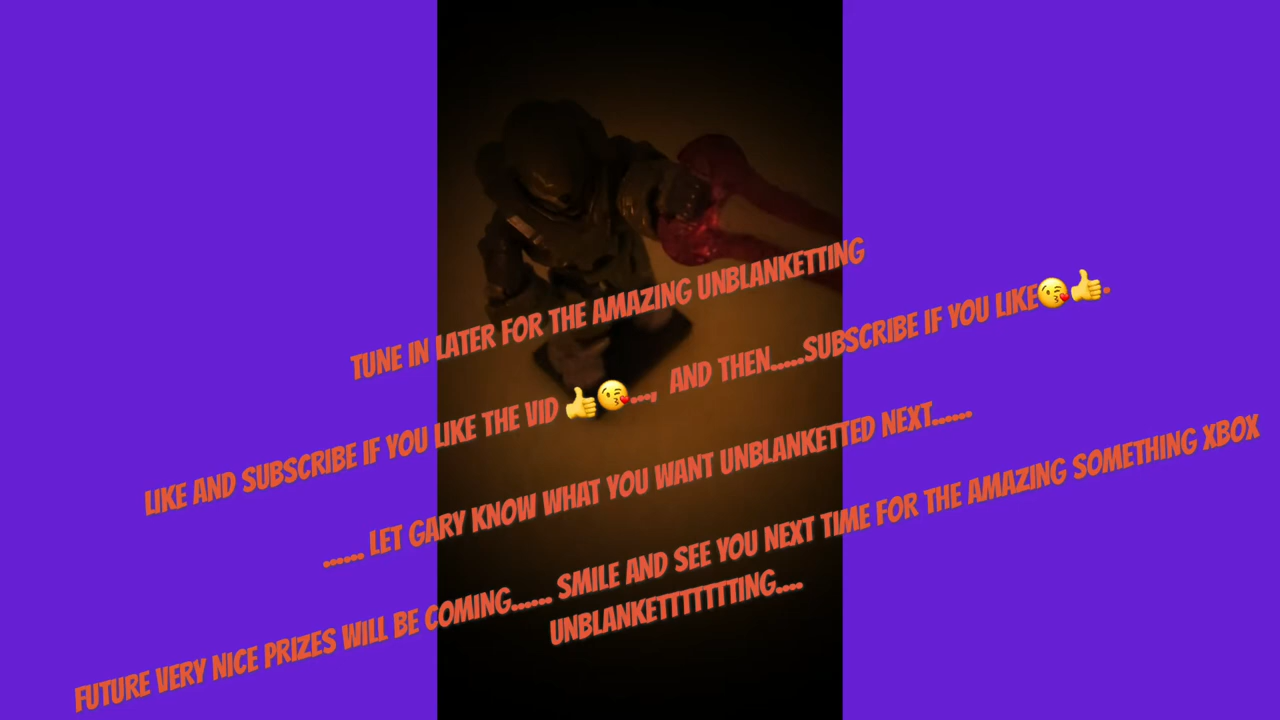 TUNE IN LATER FOR THE AMAZING UNBLANKETTING
LIKE AND SUBSCRIBE IF YOU LIKE THE VID 👍😘...., AND THEN.....SUBSCRIBE IF YOU LIKE😘👍.
...... LET GARY KNOW WHAT YOU WANT UNBLANKETTED NEXT......
FUTURE VERY NICE PRIZES WILL BE COMING...... SMILE AND SEE YOU NEXT TIME FOR THE AMAZING SOMETHING XBOX
UNBLANKETTTTTTTING....